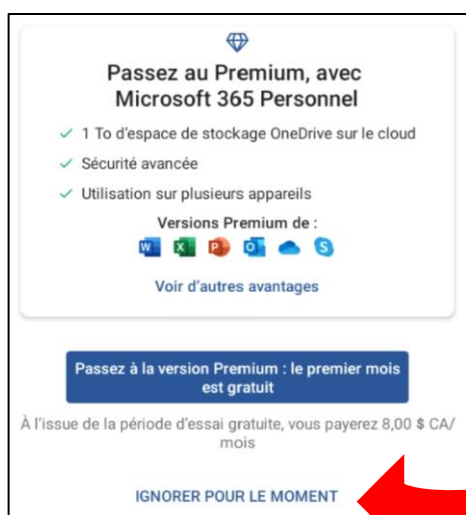 Passez au Premium, avec
Microsoft 365 Personnel
1 To d’espace de stockage OneDrive sur le cloud
Sécurité avancée
Utilisation sur plusieurs appareils
Versions Premium de :
Voir d’autres avantages
Passez à la version Premium : le premier mois
est gratuit
À l’issue de la période d’essai gratuite, vous payerez 8,00 $ CA/
mois
IGNORER POUR LE MOMENT